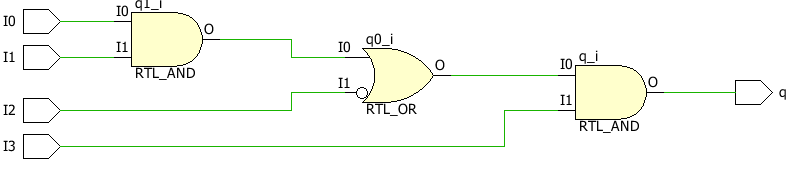 q1_i
I0
I0
O
I1
I1
RTL_AND
q0_i
I0
O
I1
RTL_OR
I2
q_i
I0
O
I1
RTL_AND
q
I3